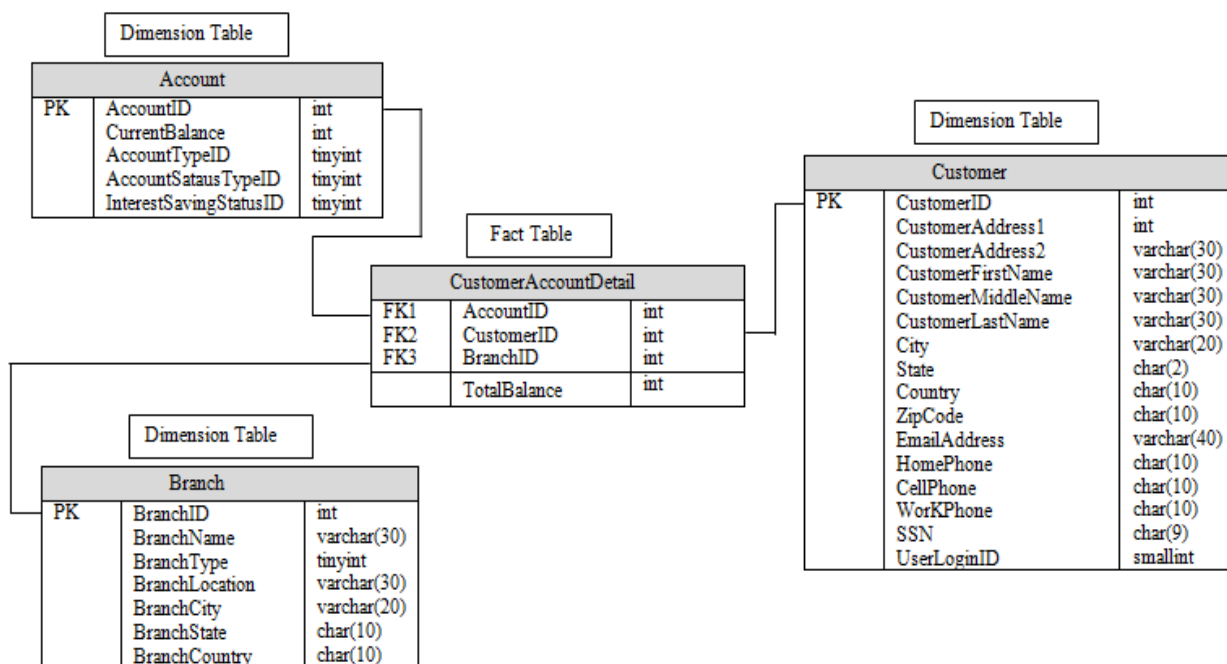 Dimension Table
Account
PK AccountID int
CurrentBalance int
AccountTypeID tinyint
AccountSatausTypeID tinyint
InterestSavingStatusID tinyint
Dimension Table
Customer
PK CustomerID int
CustomerAddress1 int
CustomerAddress2 varchar(30)
CustomerFirstName varchar(30)
CustomerMiddleName varchar(30)
CustomerLastName varchar(30)
City varchar(20)
State char(2)
Country char(10)
ZipCode char(10)
EmailAddress varchar(40)
HomePhone char(10)
CellPhone char(10)
WorKPhone char(10)
SSN char(9)
UserLoginID smallint
Fact Table
CustomerAccountDetail
FK1 AccountID int
FK2 CustomerID int
FK3 BranchID int
TotalBalance int
Dimension Table
Branch
PK BranchID int
BranchName varchar(30)
BranchType tinyint
BranchLocation varchar(30)
BranchCity varchar(20)
BranchState char(10)
BranchCountry char(10)